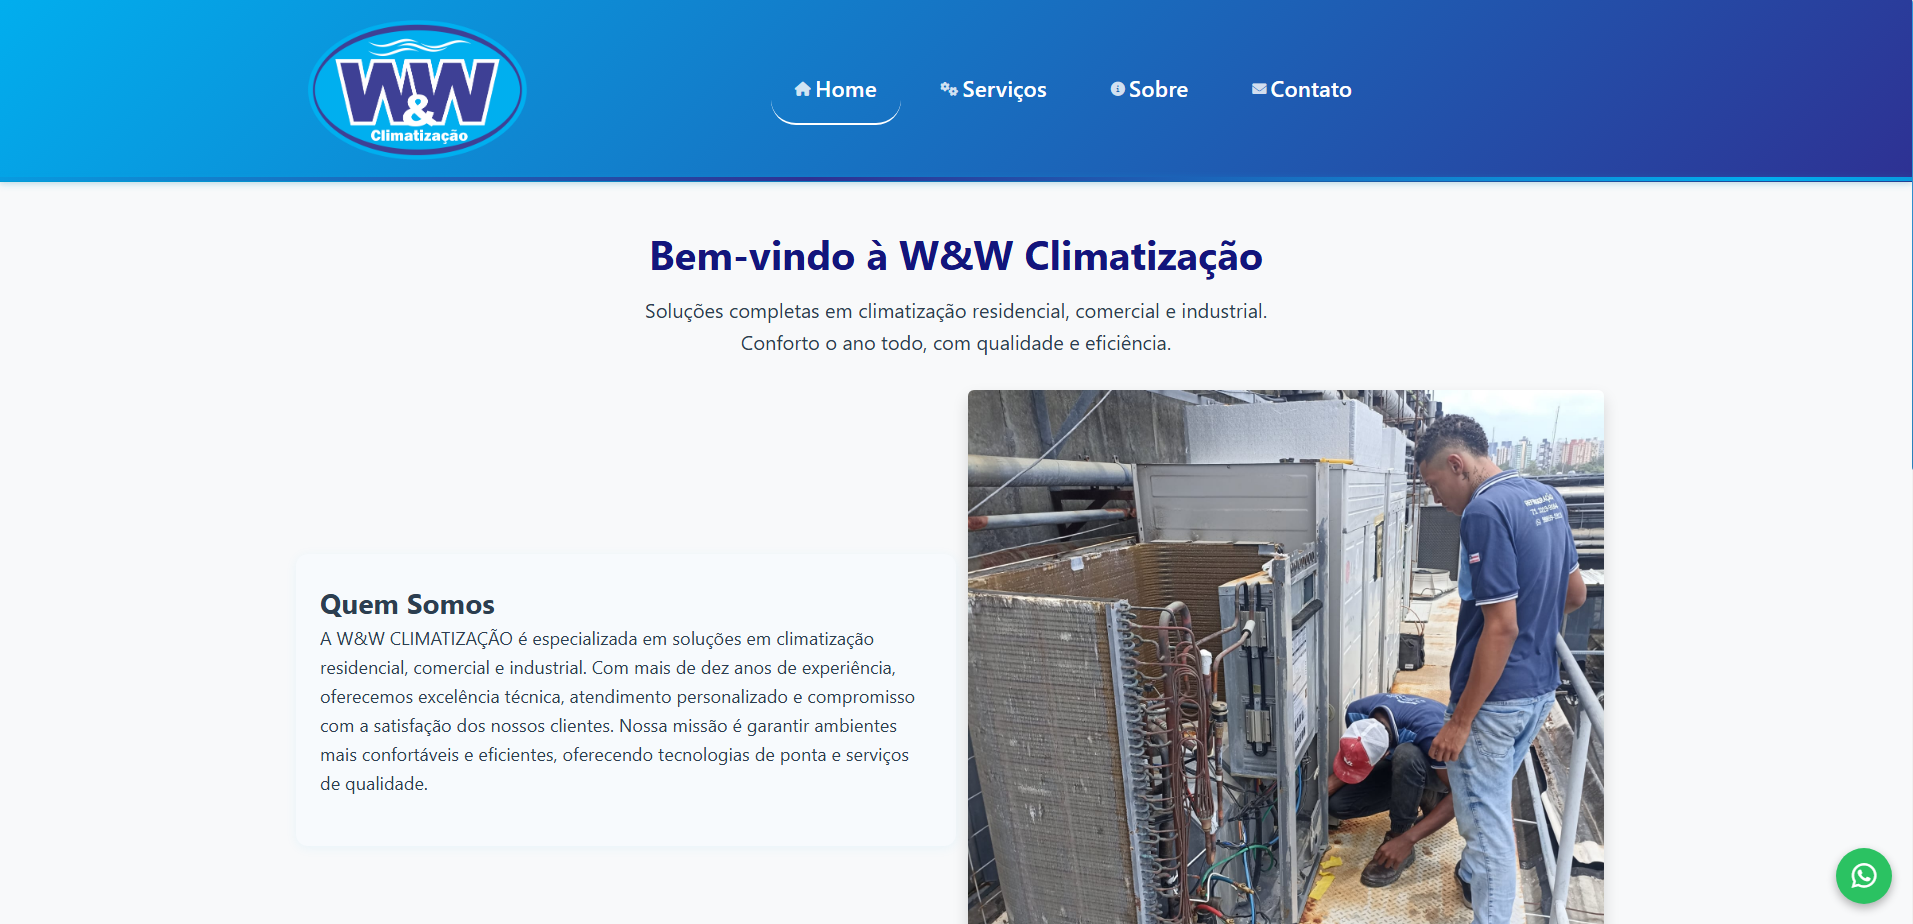 W&W
Climatização
Home
Serviços
Sobre
Contato
Bem-vindo à W&W Climatização
Soluções completas em climatização residencial, comercial e industrial.
Conforto o ano todo, com qualidade e eficiência.
Quem Somos
A W&W CLIMATIZAÇÃO é especializada em soluções em climatização
residencial, comercial e industrial. Com mais de dez anos de experiência,
oferecemos excelência técnica, atendimento personalizado e compromisso
com a satisfação dos nossos clientes. Nossa missão é garantir ambientes
mais confortáveis e eficientes, oferecendo tecnologias de ponta e serviços
de qualidade.